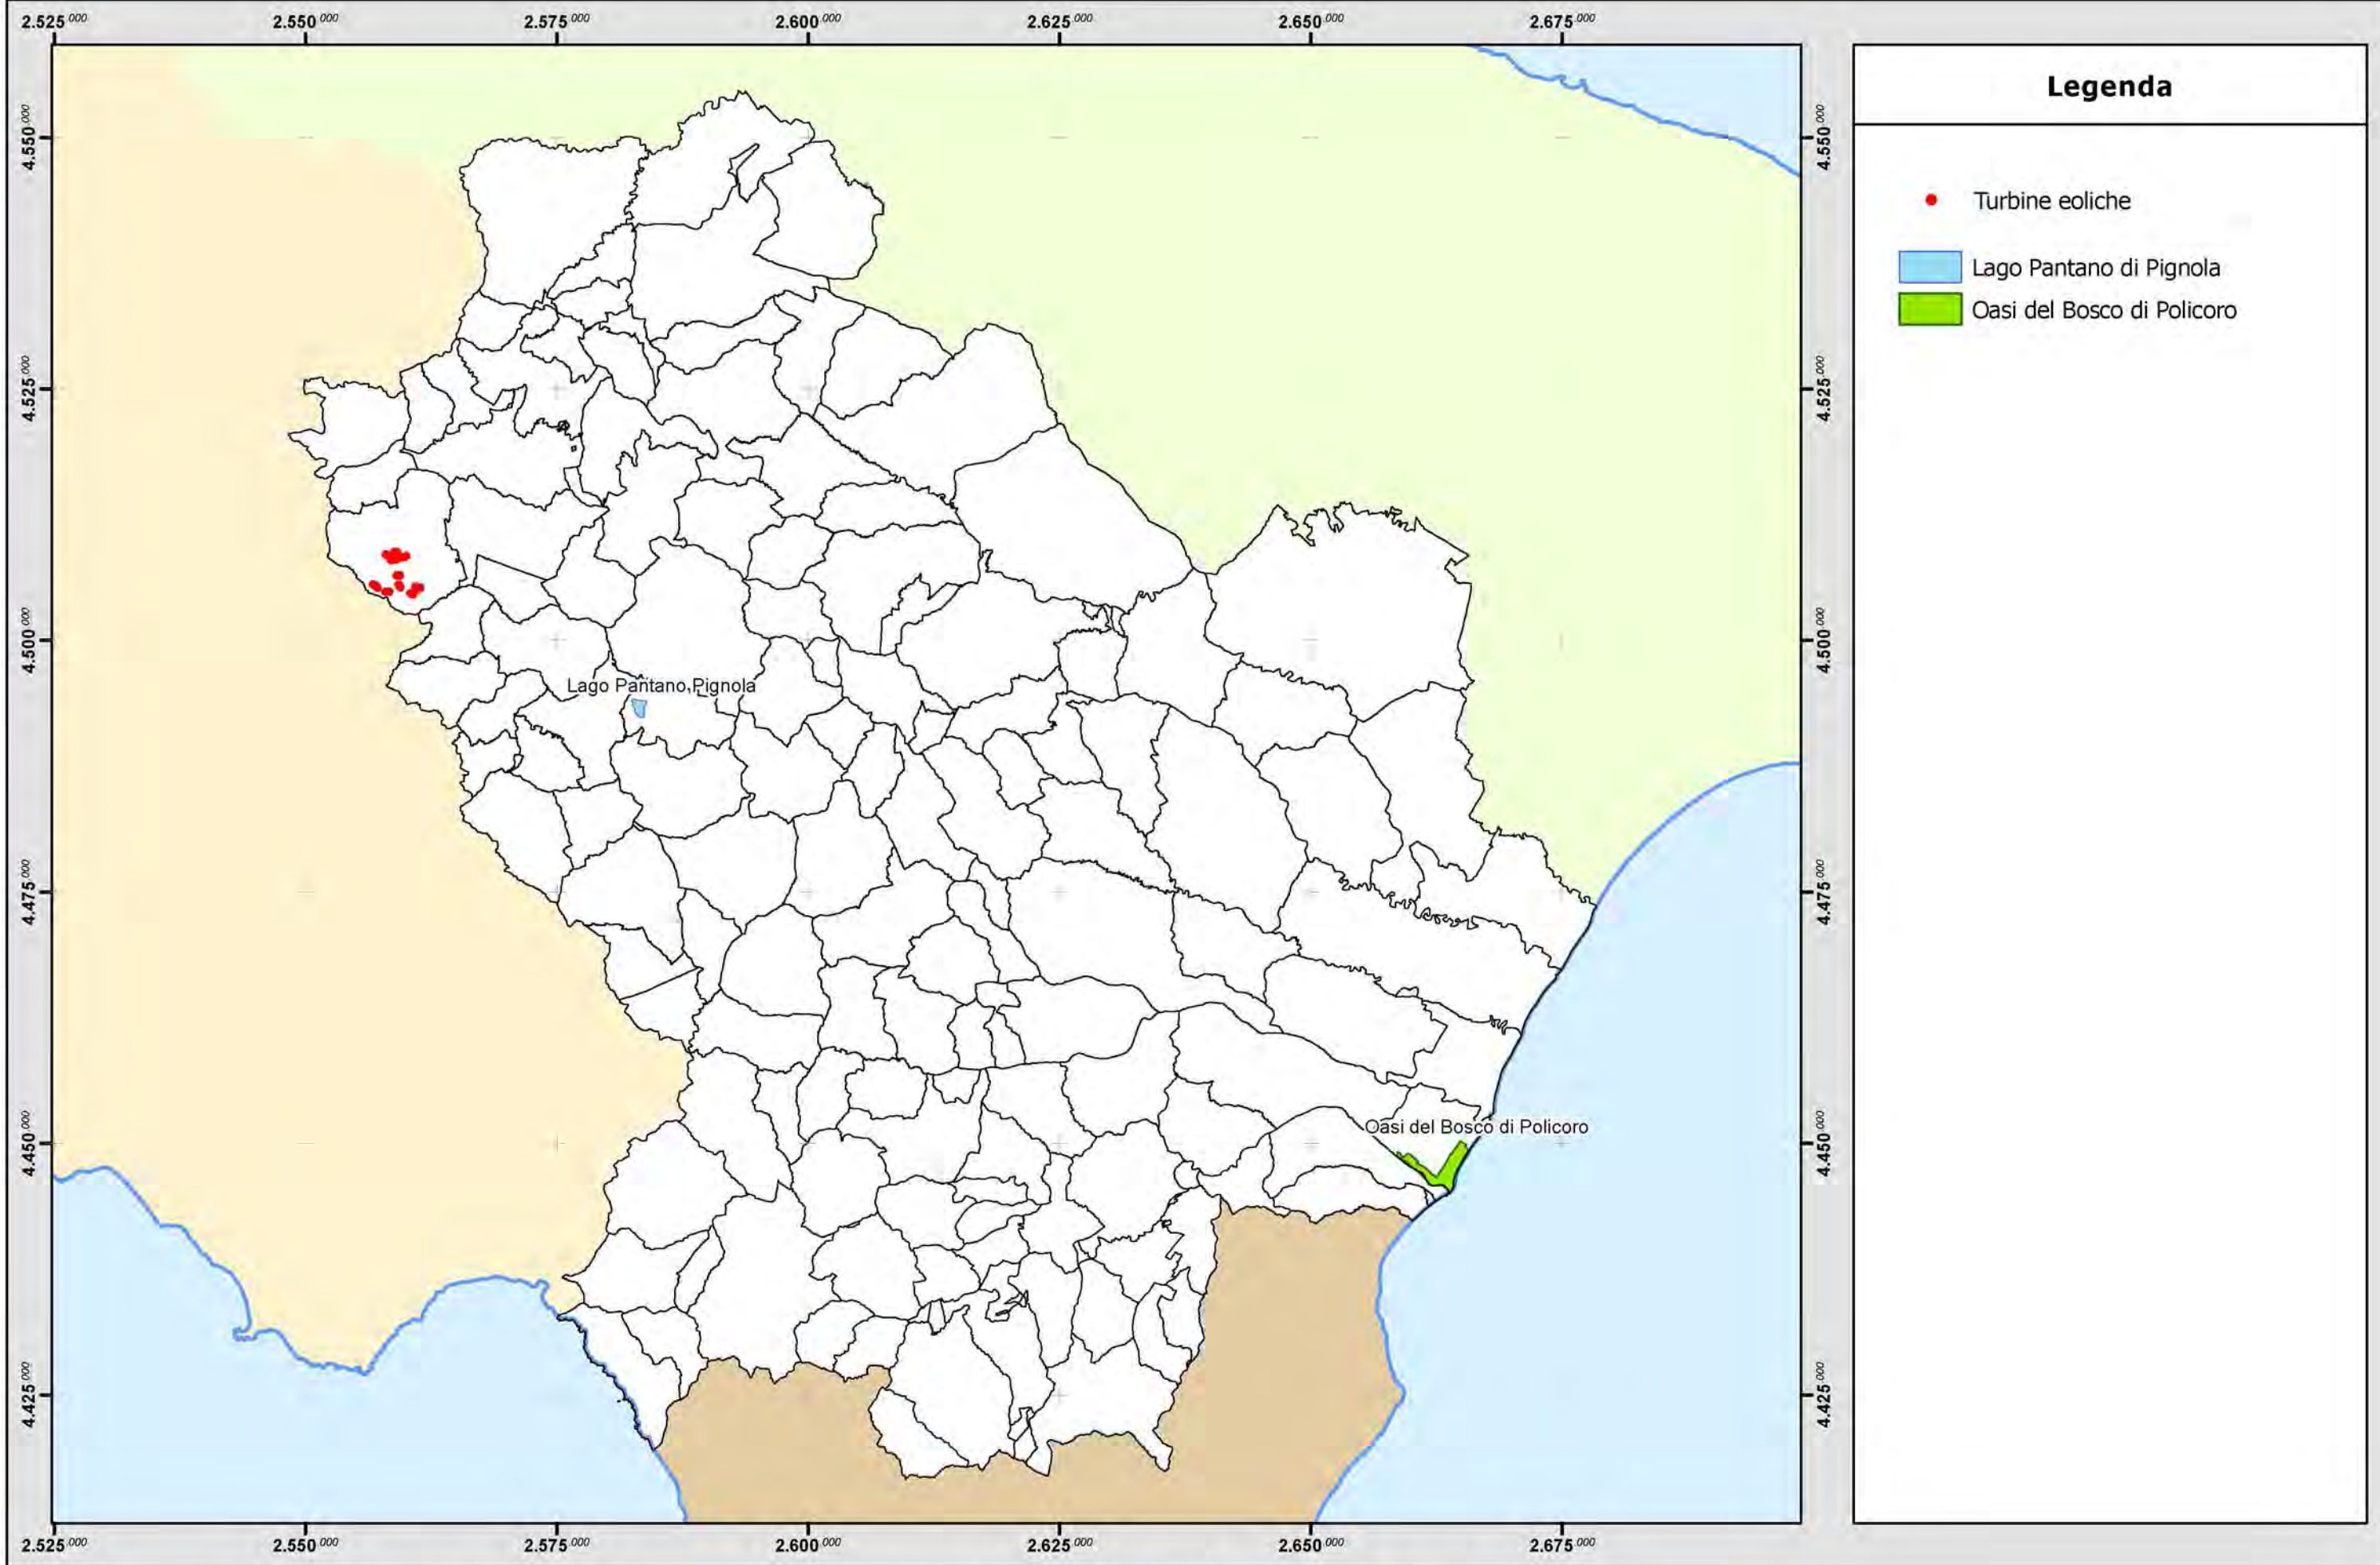 2.525.000 2.550.000 2.575.000 2.600.000 2.625.000 2.650.000 2.675.000
Legenda
Turbine eoliche
Lago Pantano di Pignola
Oasi del Bosco di Policoro
4.550.000 4.550.000
4.525.000 4.525.000
4.500.000 4.500.000
Lago Pantano Pignola
4.475.000 4.475.000
Oasi del Bosco di Policoro
4.450.000 4.450.000
4.425.000 4.425.000
2.525.000 2.550.000 2.575.000 2.600.000 2.625.000 2.650.000 2.675.000